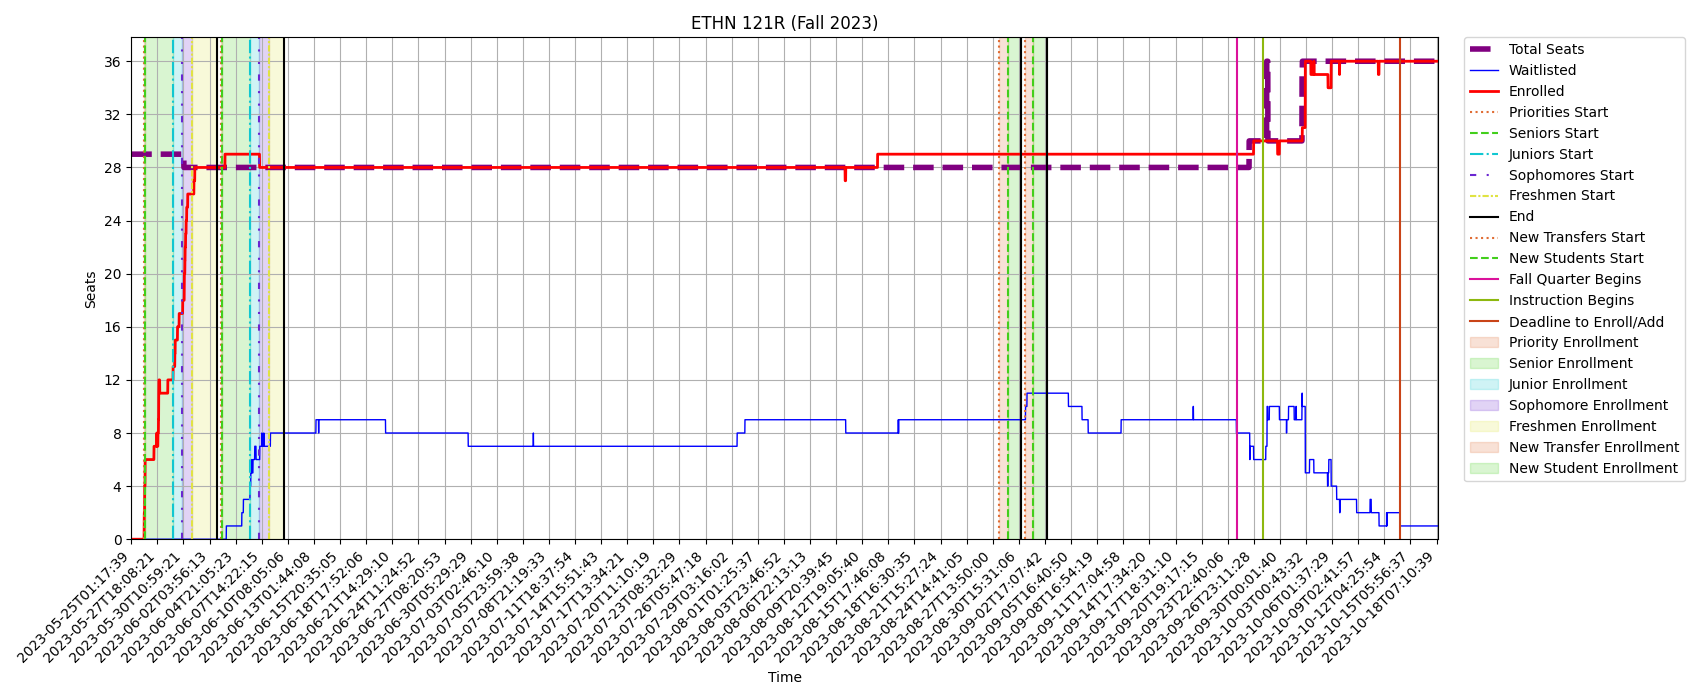 ETHN 121R (Fall 2023)
Seats
36
32
28
24
20
16
12
8
4
0
2023-05-25T01:17:39
2023-05-27T18:08:21
2023-05-30T10:59:21
2023-06-02T03:56:13
2023-06-04T21:05:23
2023-06-07T14:22:15
2023-06-10T08:05:06
2023-06-13T01:44:08
2023-06-15T20:35:05
2023-06-18T17:52:06
2023-06-21T14:29:10
2023-06-24T11:24:52
2023-06-27T08:20:53
2023-06-30T05:29:29
2023-07-03T02:46:10
2023-07-05T23:59:38
2023-07-08T21:19:33
2023-07-11T18:37:54
2023-07-14T15:51:43
2023-07-17T13:34:21
2023-07-20T11:10:19
2023-07-23T08:32:29
2023-07-26T05:47:18
2023-07-29T03:16:02
2023-08-01T01:25:37
2023-08-03T23:46:52
2023-08-06T22:13:13
2023-08-09T20:39:45
2023-08-12T19:05:40
2023-08-15T17:46:08
2023-08-18T16:30:35
2023-08-21T15:27:24
2023-08-24T14:41:05
2023-08-27T13:50:00
2023-08-30T15:31:06
2023-09-02T17:07:42
2023-09-05T16:40:50
2023-09-08T16:54:19
2023-09-11T17:04:58
2023-09-14T17:34:20
2023-09-17T18:31:10
2023-09-20T19:17:15
2023-09-23T22:40:06
2023-09-26T23:11:28
2023-09-30T00:01:40
2023-10-03T00:43:32
2023-10-06T01:37:29
2023-10-09T02:41:57
2023-10-12T04:25:54
2023-10-15T05:56:37
2023-10-18T07:10:39
Time
Total Seats
Waitlisted
Enrolled
Priorities Start
Seniors Start
Juniors Start
Sophomores Start
Freshmen Start
End
New Transfers Start
New Students Start
Fall Quarter Begins
Instruction Begins
Deadline to Enroll/Add
Priority Enrollment
Senior Enrollment
Junior Enrollment
Sophomore Enrollment
Freshmen Enrollment
New Transfer Enrollment
New Student Enrollment